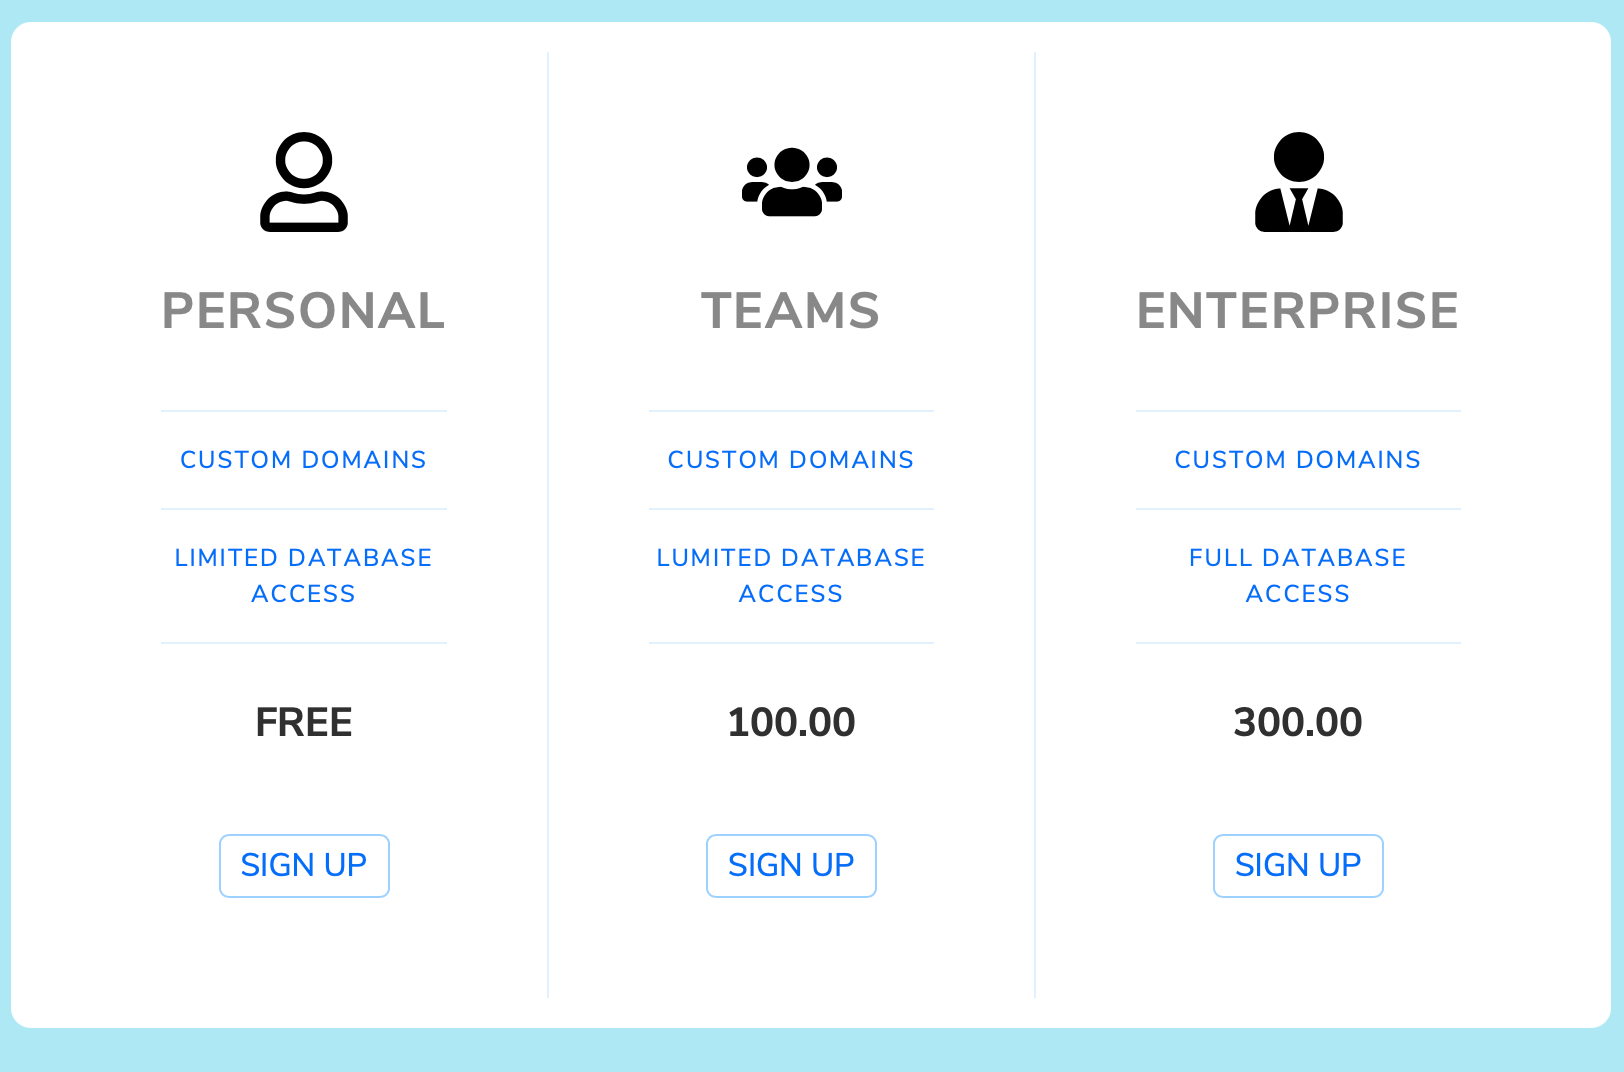 PERSONAL
CUSTOM DOMAINS
LIMITED DATABASE
ACCESS
FREE
SIGN UP
TEAMS
CUSTOM DOMAINS
LUMITED DATABASE
ACCESS
100.00
SIGN UP
ENTERPRISE
CUSTOM DOMAINS
FULL DATABASE
ACCESS
300.00
SIGN UP